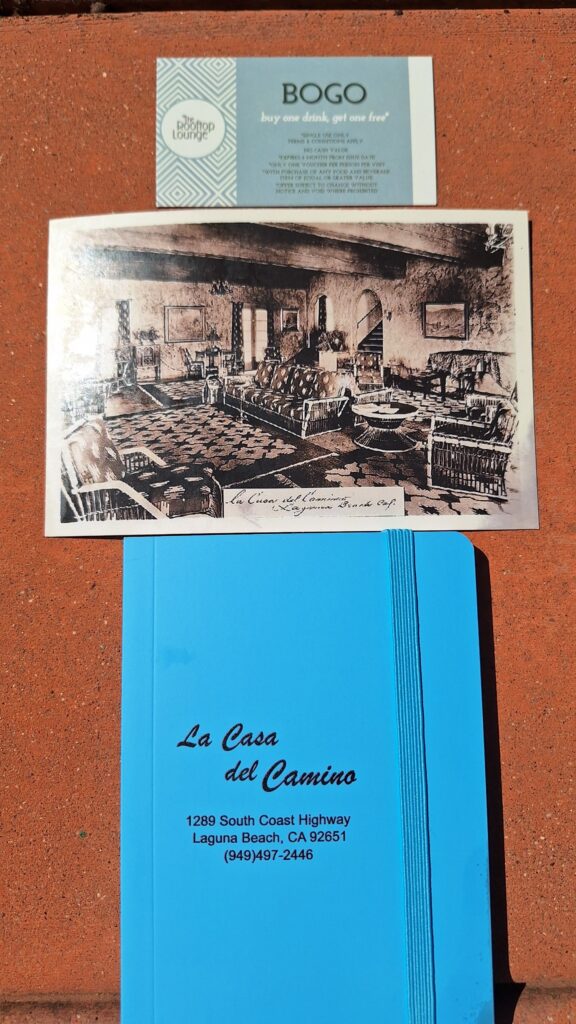 The
Rooftop
Lounge
BOGO
buy one drink, get one free*
*SINGLE USE ONLY
TERMS & CONDITIONS APPLY
NO CASH VALUE
*EXPIRES 6 MONTH FROM ISSUE DATE
*ONLY ONE VOUCHER PER PERSON PER VISIT
*WITH PURCHASE OF ANY FOOD AND BEVERAGE
ITEM OF EQUAL OR GREATER VALUE
*OFFER SUBJECT TO CHANGE WITHOUT
NOTICE AND VOID WHERE PROHIBITED
La Casa del Camino
Laguna Beach Caf.
La Casa
del Camino
1289 South Coast Highway
Laguna Beach, CA 92651
(949)497-2446